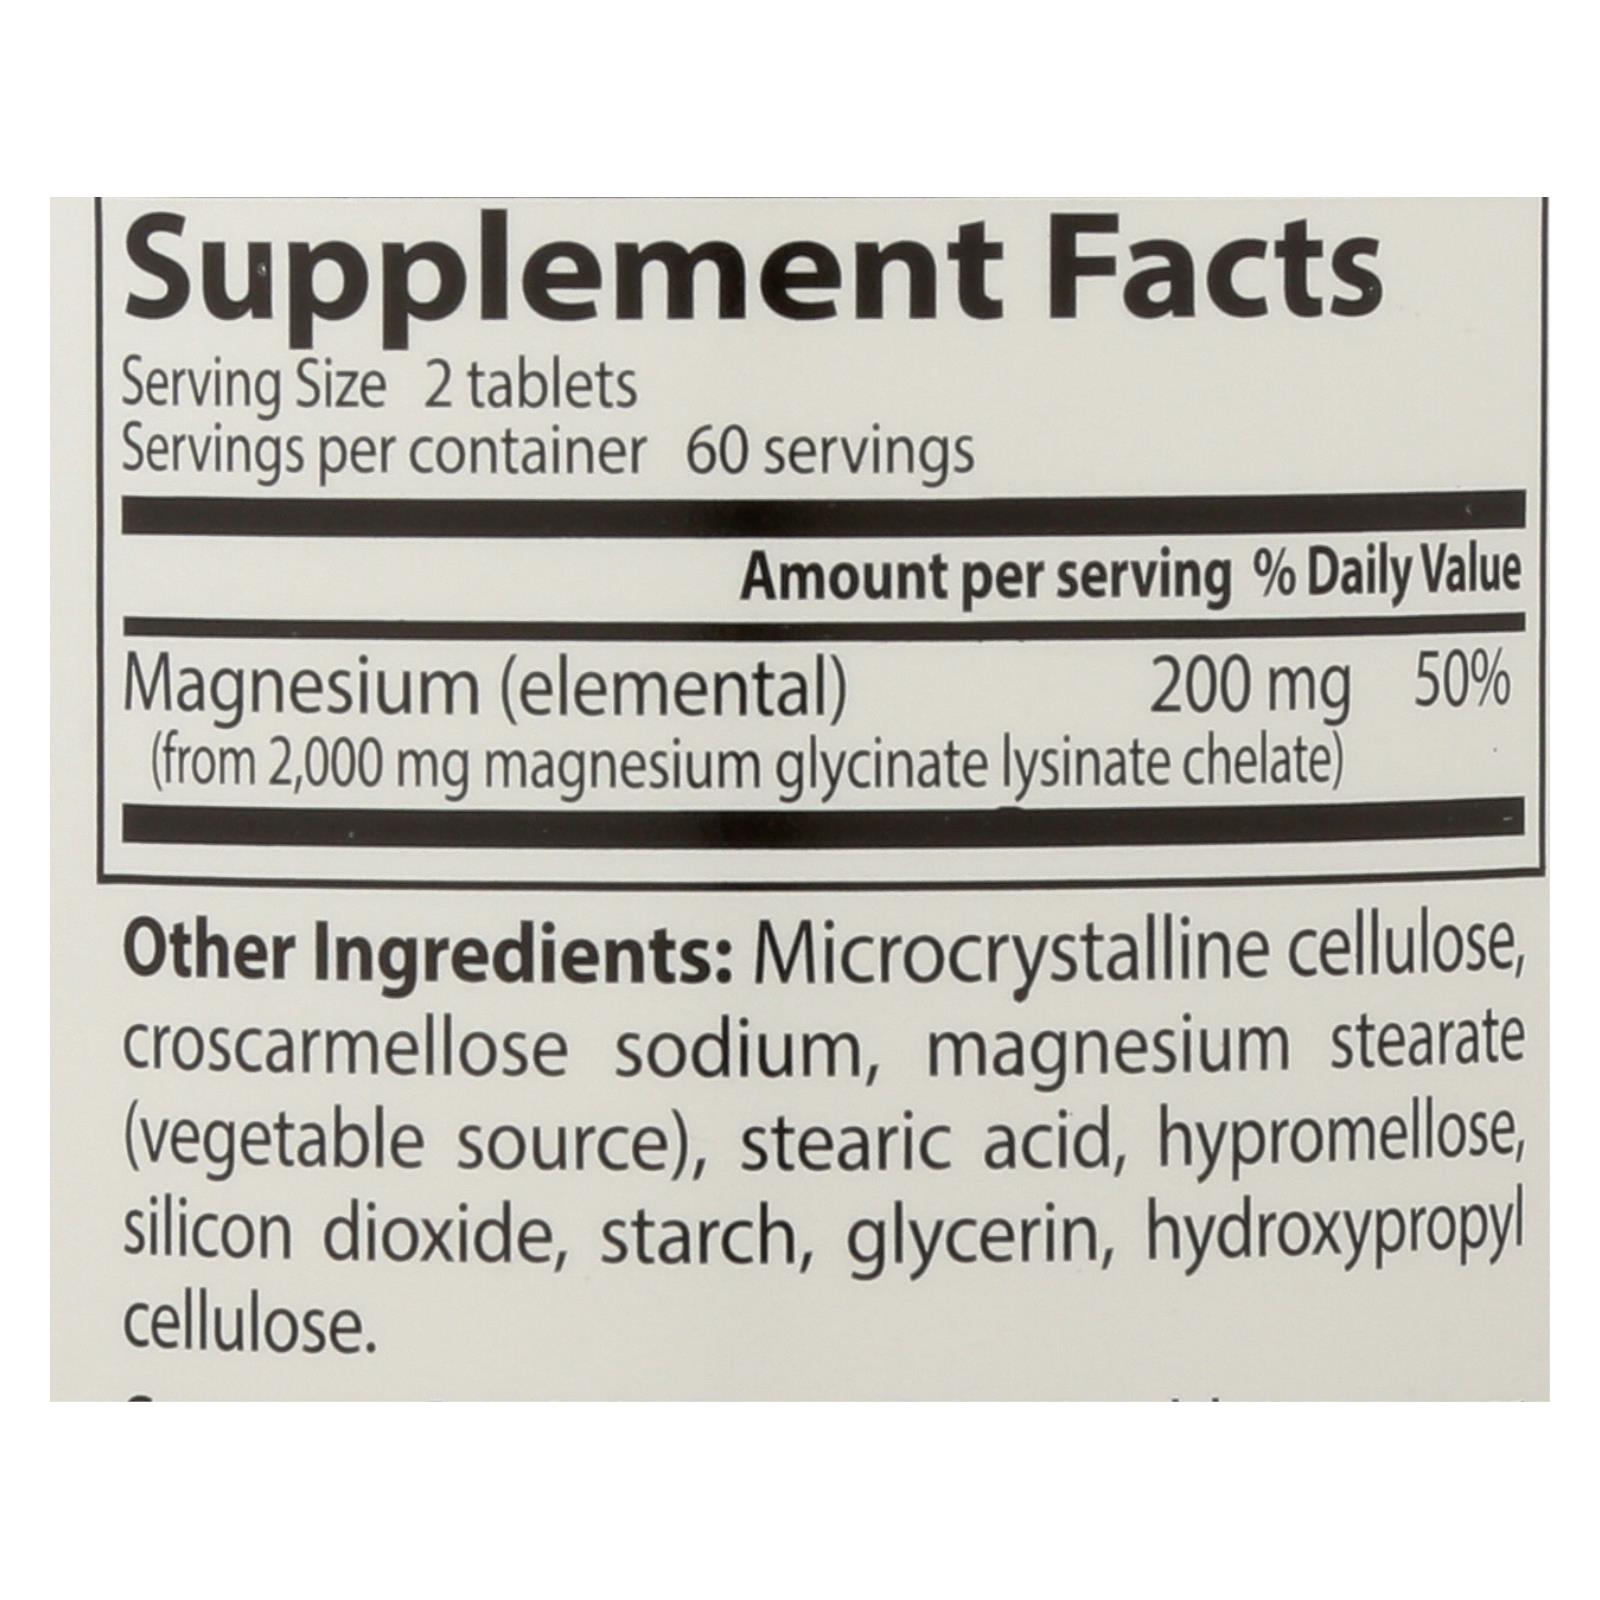 Supplement Facts
Serving Size 2 tablets
Servings per container 60 servings
Amount per serving % Daily Value
Magnesium (elemental) 200 mg 50%
(from 2,000 mg magnesium glycinate lysinate chelate)
Other Ingredients: Microcrystalline cellulose,
croscarmellose sodium, magnesium stearate
(vegetable source), stearic acid, hypromellose,
silicon dioxide, starch, glycerin, hydroxypropyl
cellulose.